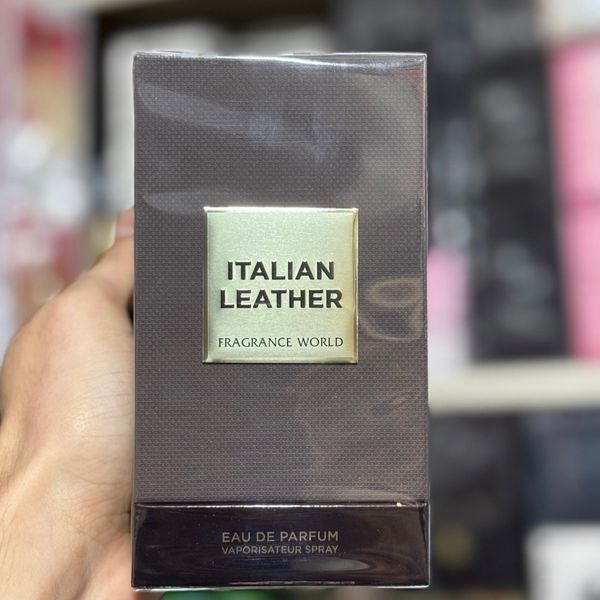 ITALIAN
LEATHER
FRAGRANCE WORLD
EAU DE PARFUM
VAPORISATEUR SPRAY